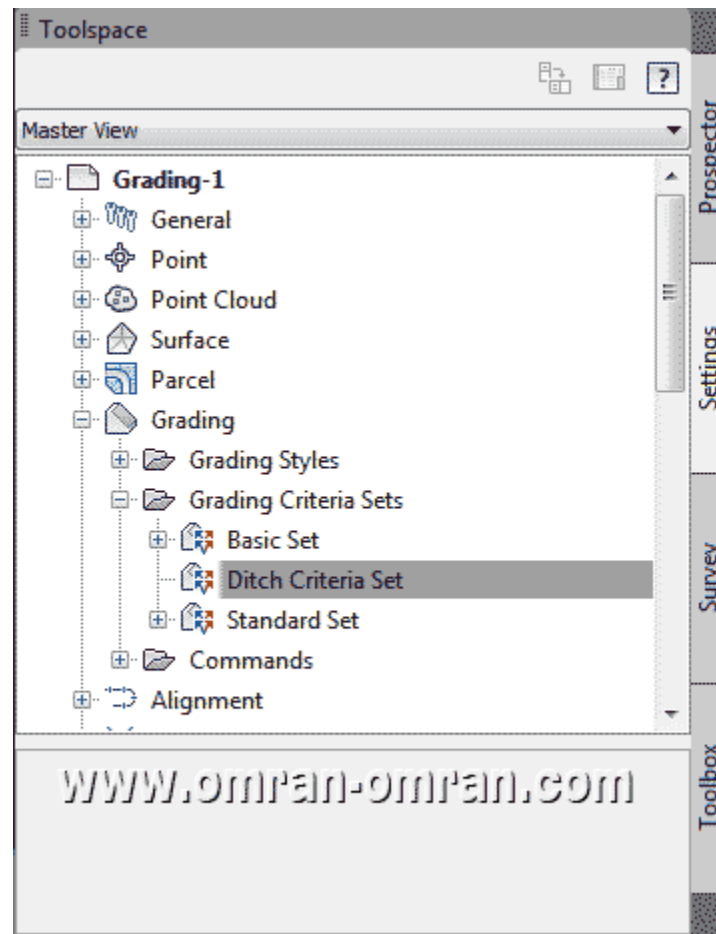 Toolspace
?
Master View
Grading-1
General
Point
Point Cloud
Surface
Parcel
Grading
Grading Styles
Grading Criteria Sets
Basic Set
Ditch Criteria Set
Standard Set
Commands
Alignment
Prospector
Settings
Survey
Toolbox
www.omran-omran.com